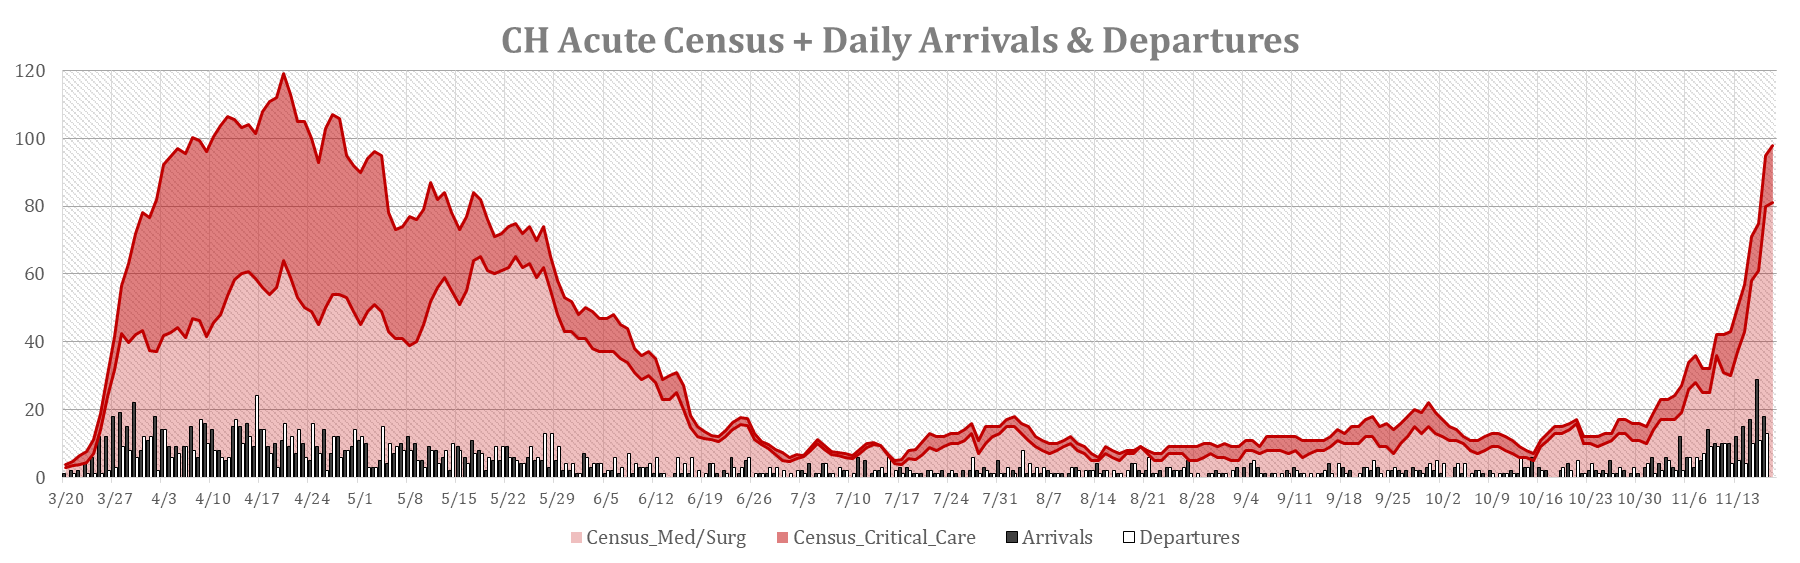 CH Acute Census + Daily Arrivals & Departures
120
100
80
60
40
20
0
3/20 3/27 4/3 4/10 4/17 4/24 5/1 5/8 5/15 5/22 5/29 6/5 6/12 6/19 6/26 7/3 7/10 7/17 7/24 7/31 8/7 8/14 8/21 8/28 9/4 9/11 9/18 9/25 10/2 10/9 10/16 10/23 10/30 11/6 11/13
Census_Med/Surg Census_Critical_Care Arrivals Departures